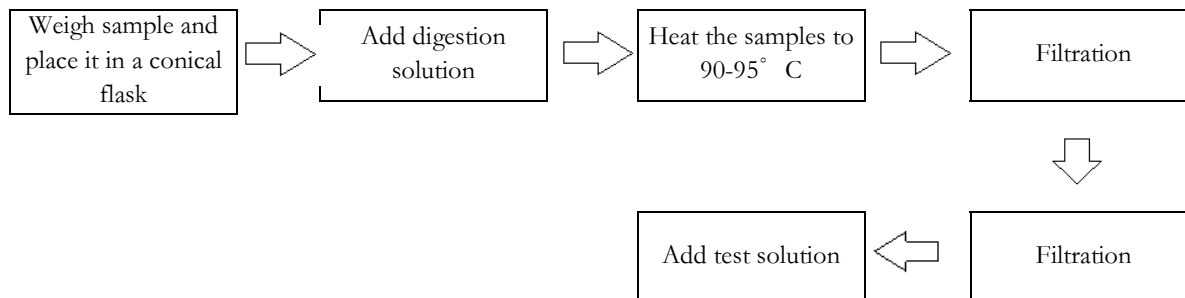 Weigh sample and
place it in a conical
flask
Add digestion
solution
Heat the samples to
90-95° C
Filtration
Filtration
Add test solution